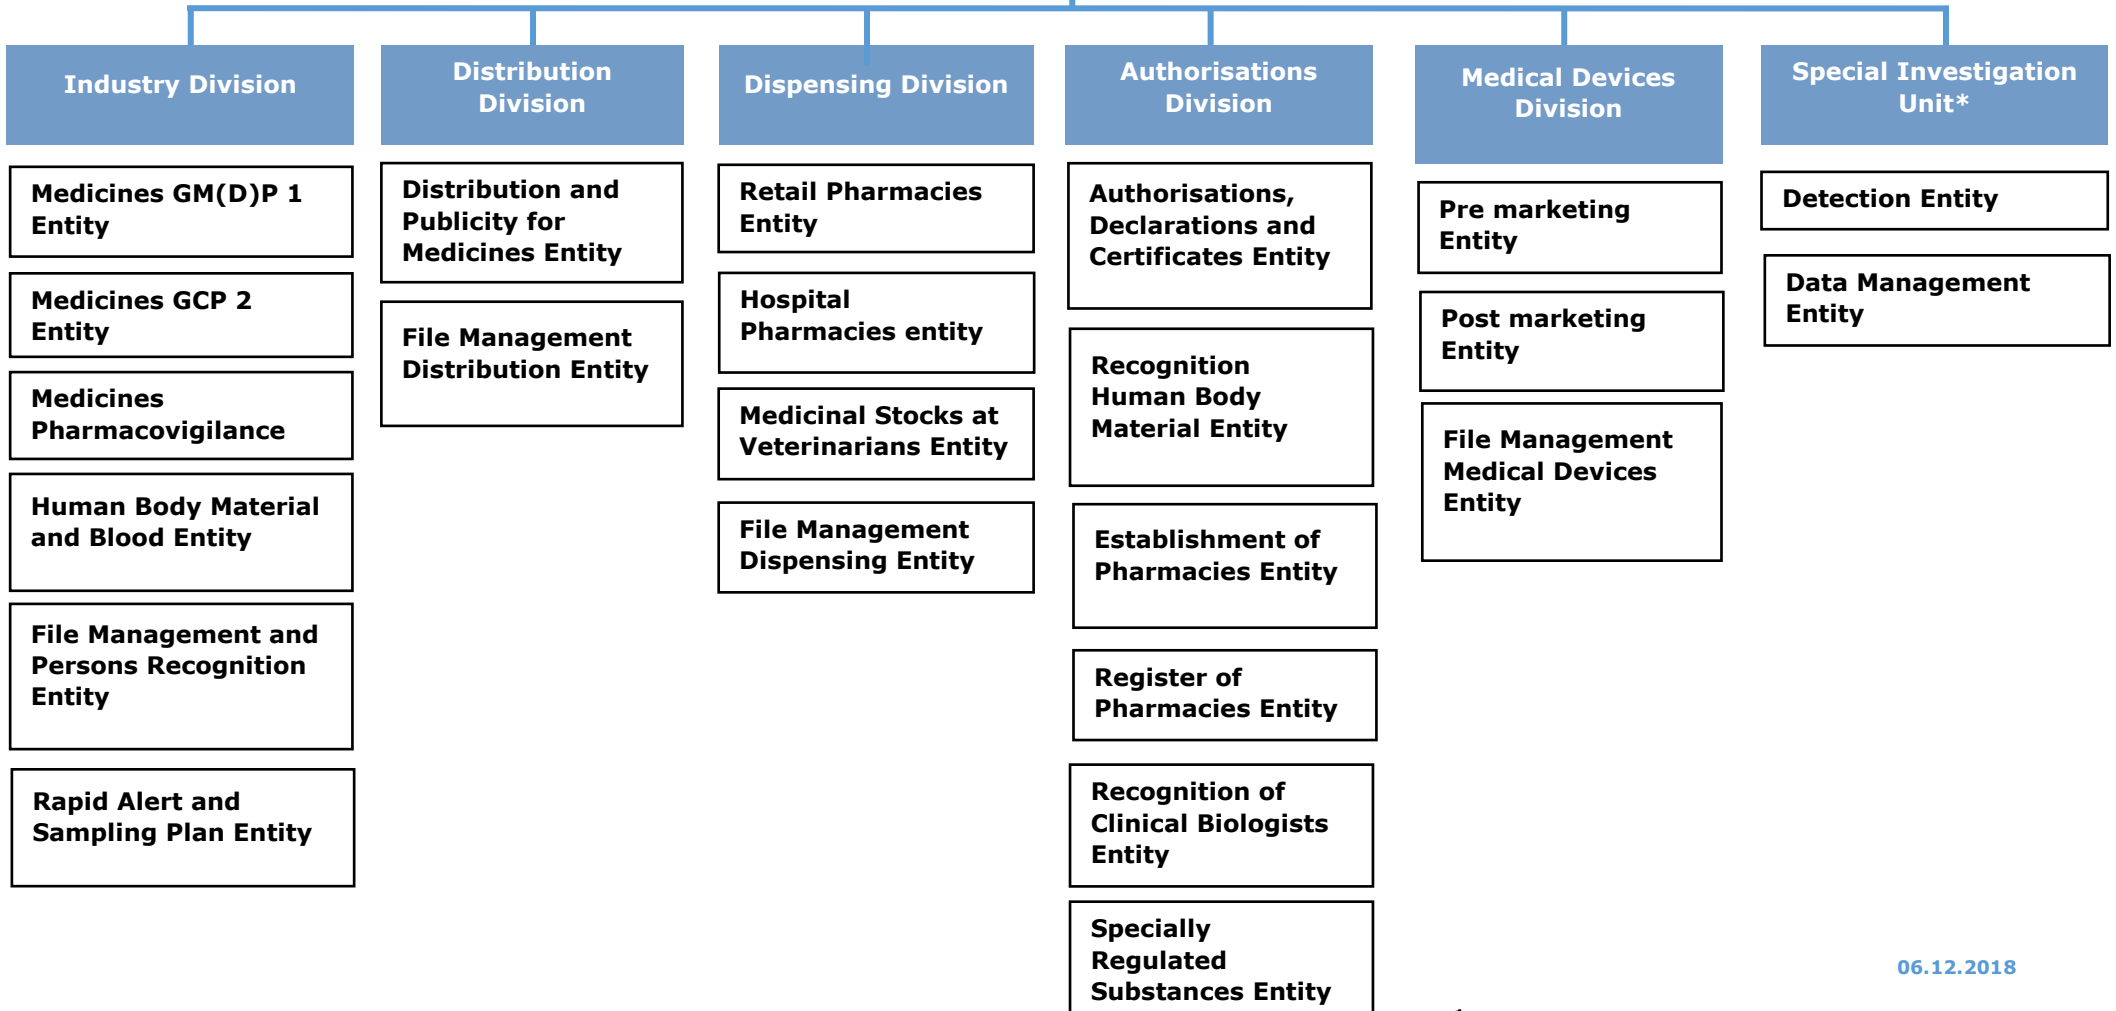 Industry Division
Distribution
Division
Dispensing Division
Authorisations
Division
Medical Devices
Division
Special Investigation
Unit*
Medicines GM(D)P 1
Entity
Medicines GCP 2
Entity
Medicines
Pharmacovigilance
Human Body Material
and Blood Entity
File Management and
Persons Recognition
Entity
Rapid Alert and
Sampling Plan Entity
Distribution and
Publicity for
Medicines Entity
File Management
Distribution Entity
Retail Pharmacies
Entity
Hospital
Pharmacies entity
Medicinal Stocks at
Veterinarians Entity
File Management
Dispensing Entity
Authorisations,
Declarations and
Certificates Entity
Recognition
Human Body
Material Entity
Establishment of
Pharmacies Entity
Register of
Pharmacies Entity
Recognition of
Clinical Biologists
Entity
Specially
Regulated
Substances Entity
Pre marketing
Entity
Post marketing
Entity
File Management
Medical Devices
Entity
Detection Entity
Data Management
Entity
06.12.2018